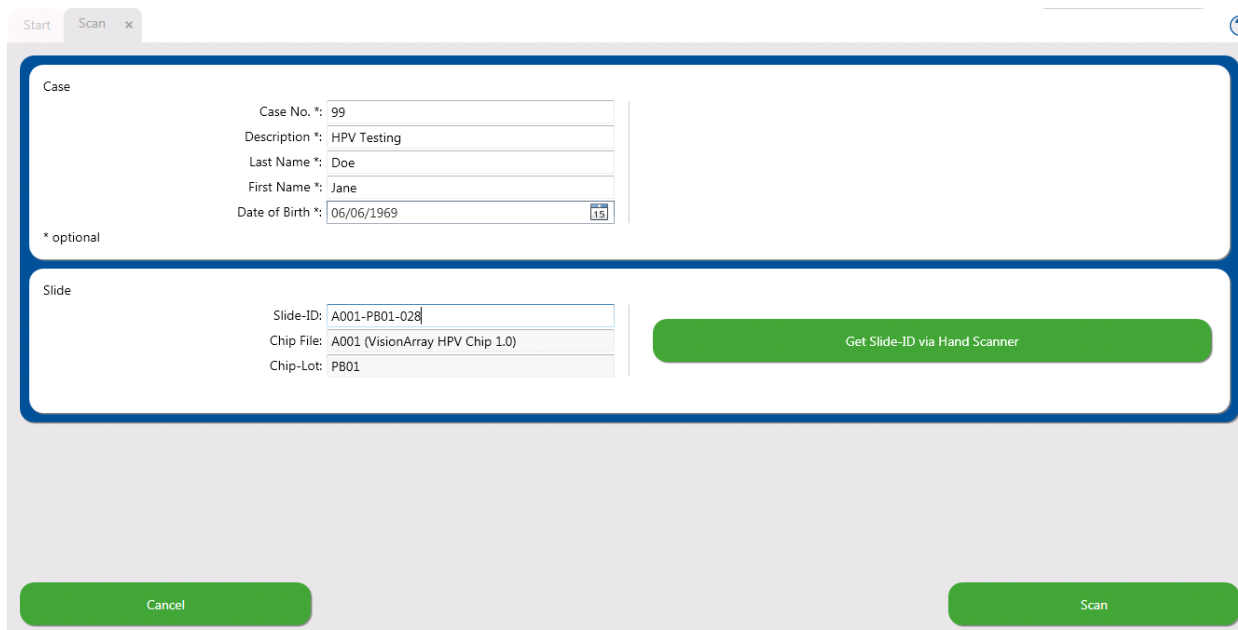 Start Scan ×
Case
Case No. *: 99
Description *: HPV Testing
Last Name *: Doe
First Name *: Jane
Date of Birth *: 06/06/1969 15
* optional
Slide
Slide-ID: A001-PB01-028
Chip File: A001 (VisionArray HPV Chip 1.0)
Get Slide-ID via Hand Scanner
Chip-Lot: PB01
Cancel Scan